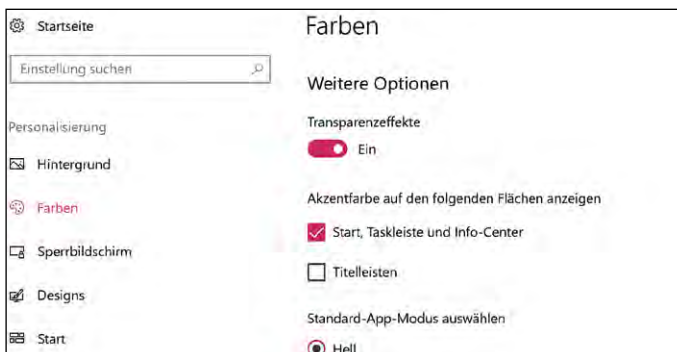 Startseite
Einstellung suchen
Personalisierung
Hintergrund
Farben
Sperrbildschirm
Designs
Start
Farben
Weitere Optionen
Transparenzeffekte
Ein
Akzentfarbe auf den folgenden Flächen anzeigen
Start, Taskleiste und Info-Center
Titelleisten
Standard-App-Modus auswählen
Hell